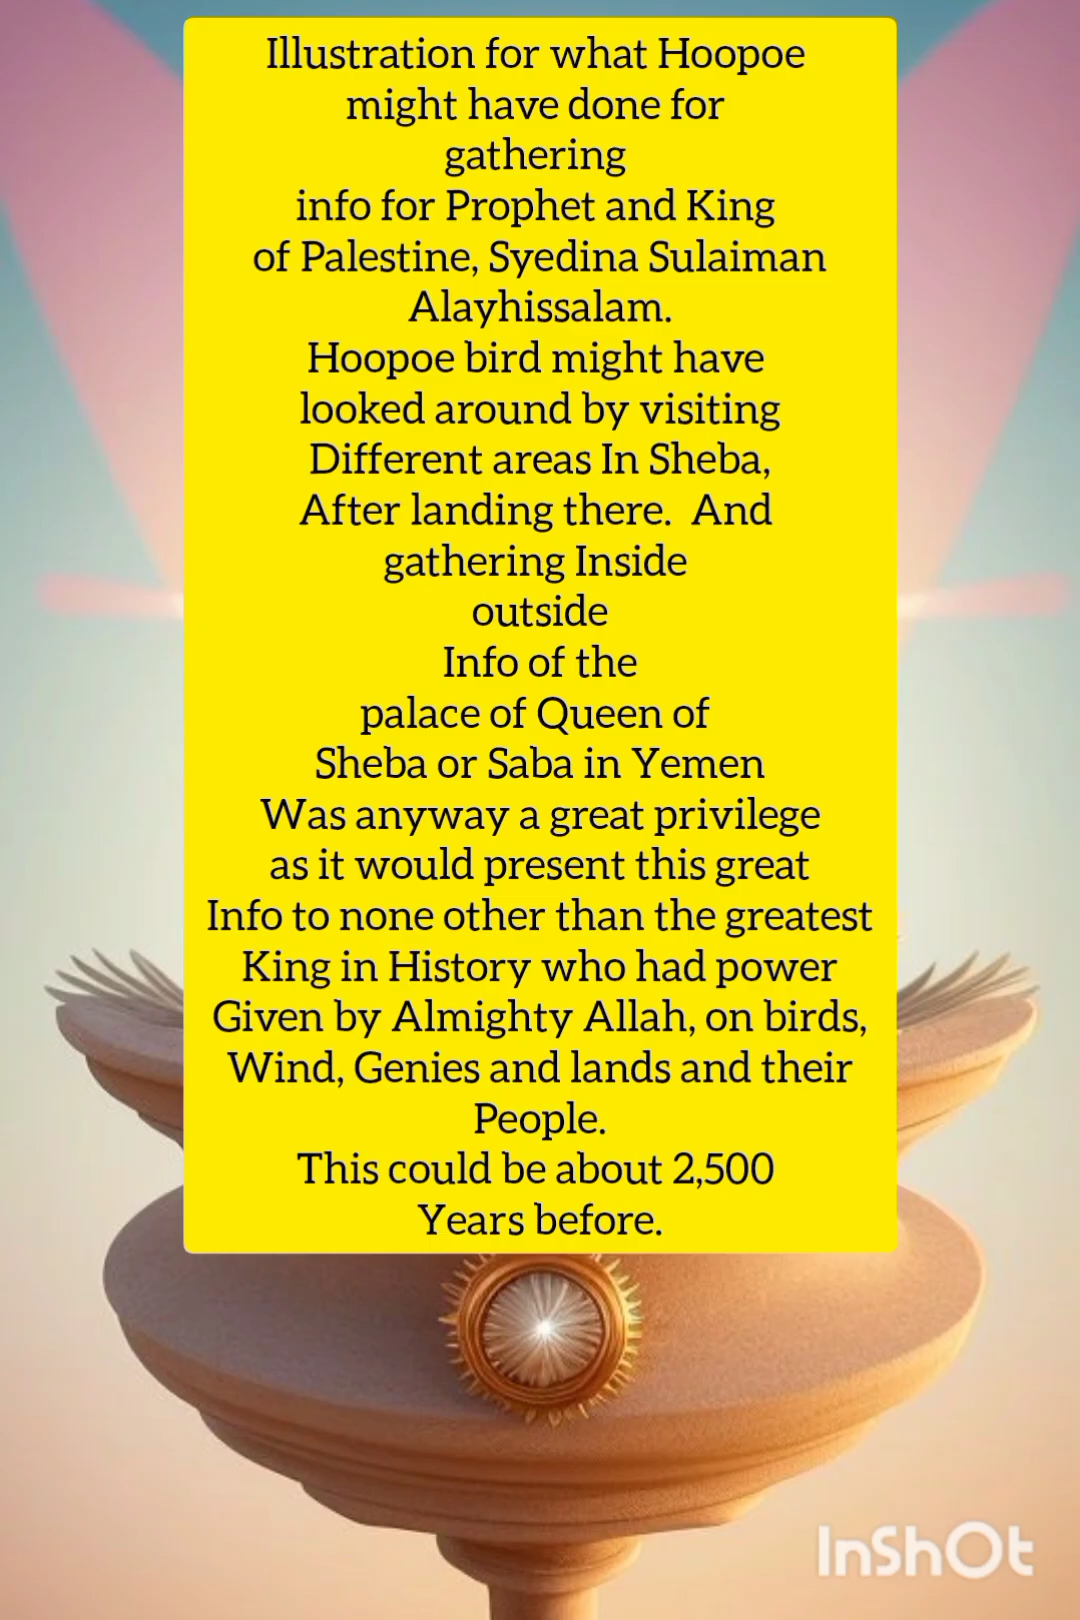 Illustration for what Hoopoe
might have done for
gathering
info for Prophet and King
of Palestine, Syedina Sulaiman
Alayhissalam.
Hoopoe bird might have
looked around by visiting
Different areas In Sheba,
After landing there.  And
gathering Inside
outside
Info of the
palace of Queen of
Sheba or Saba in Yemen
Was anyway a great privilege
as it would present this great
Info to none other than the greatest
King in History who had power
Given by Almighty Allah, on birds,
Wind, Genies and lands and their
People.
This could be about 2,500
Years before.
InShOt